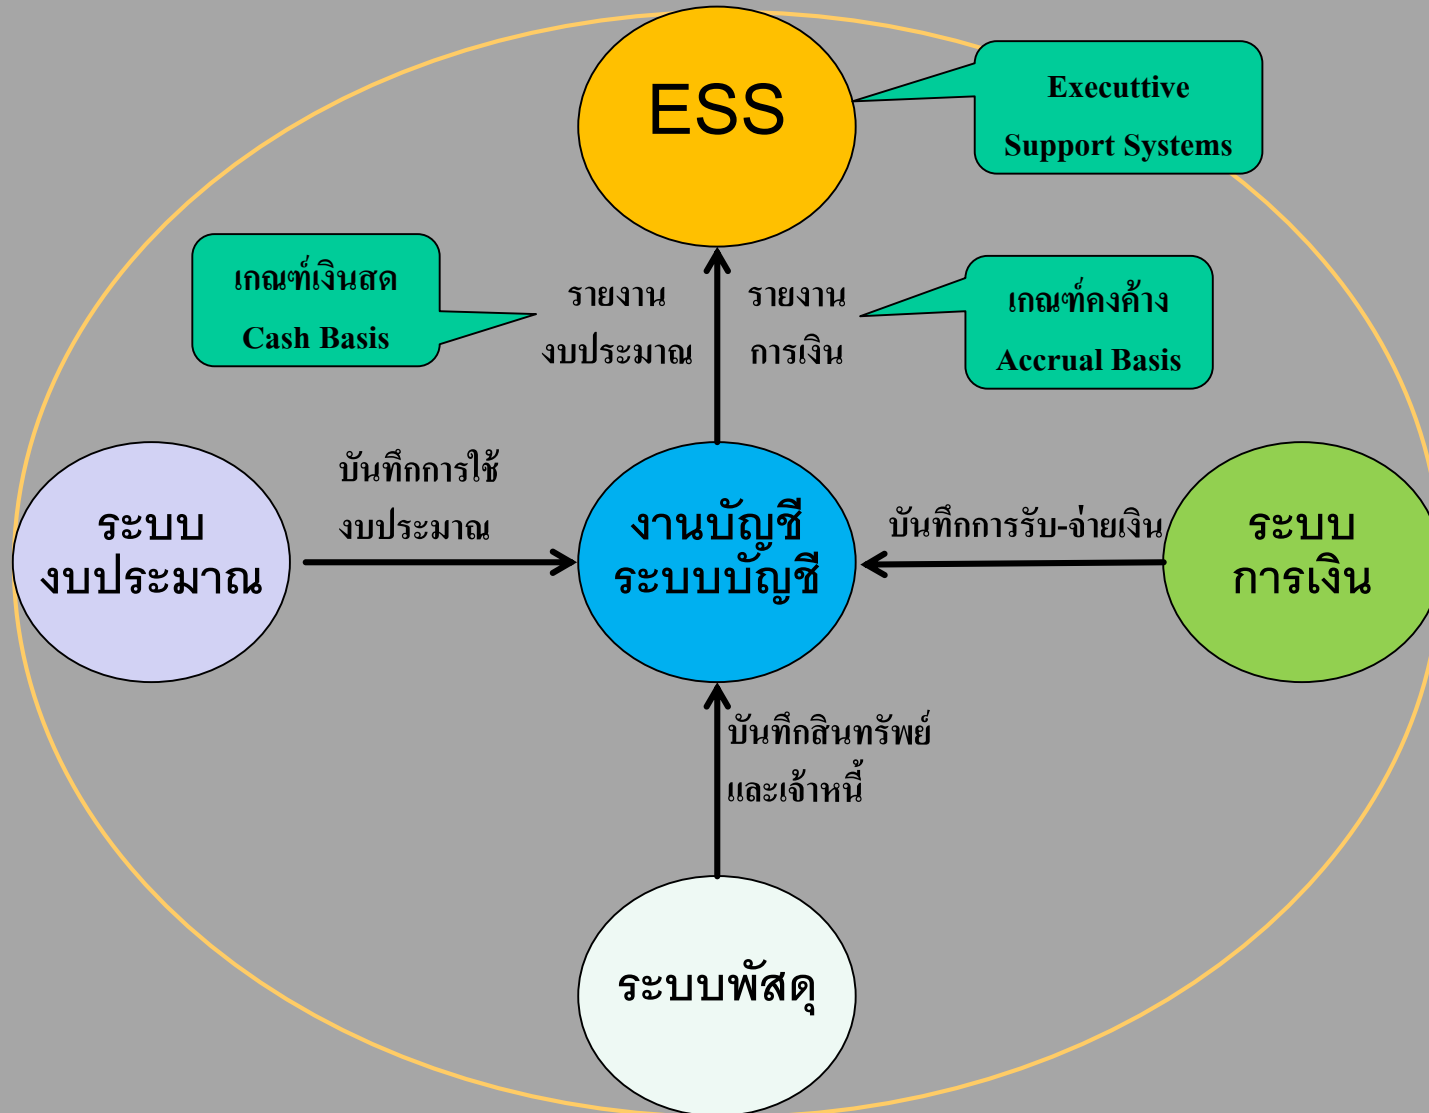 ESS
Executtive
Support Systems
เกณฑ์เงินสด
Cash Basis
รายงาน
งบประมาณ
รายงาน
การเงิน
เกณฑ์คงค้าง
Accrual Basis
ระบบ
งบประมาณ
บันทึกการใช้
งบประมาณ
งานบัญชี
ระบบบัญชี
บันทึกการรับ-จ่ายเงิน
ระบบ
การเงิน
บันทึกสินทรัพย์
และเจ้าหนี้
ระบบพัสดุ